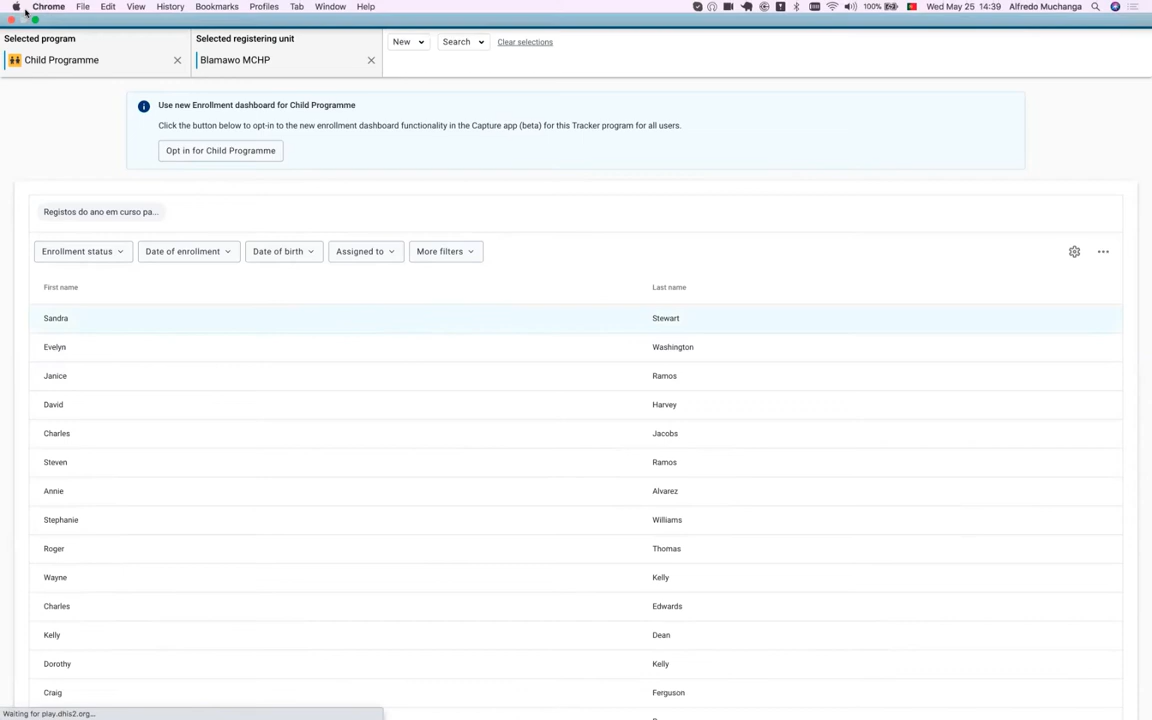 Chrome File Edit View History Bookmarks Profiles Tab Window Help 100% Wed May 25 14:39 Alfredo Muchanga
Selected program Selected registering unit
New Search Clear selections
Child Programme Blamawo MCHP
Use new Enrollment dashboard for Child Programme
Click the button below to opt-in to the new enrollment dashboard functionality in the Capture app (beta) for this Tracker program for all users.
Opt in for Child Programme
Registos do ano em curso pa...
Enrollment status Date of enrollment Date of birth Assigned to More filters
First name Last name
Sandra Stewart
Evelyn Washington
Janice Ramos
David Harvey
Charles Jacobs
Steven Ramos
Annie Alvarez
Stephanie Williams
Roger Thomas
Wayne Kelly
Charles Edwards
Kelly Dean
Dorothy Kelly
Craig Ferguson
Waiting for play.dhis2.org...